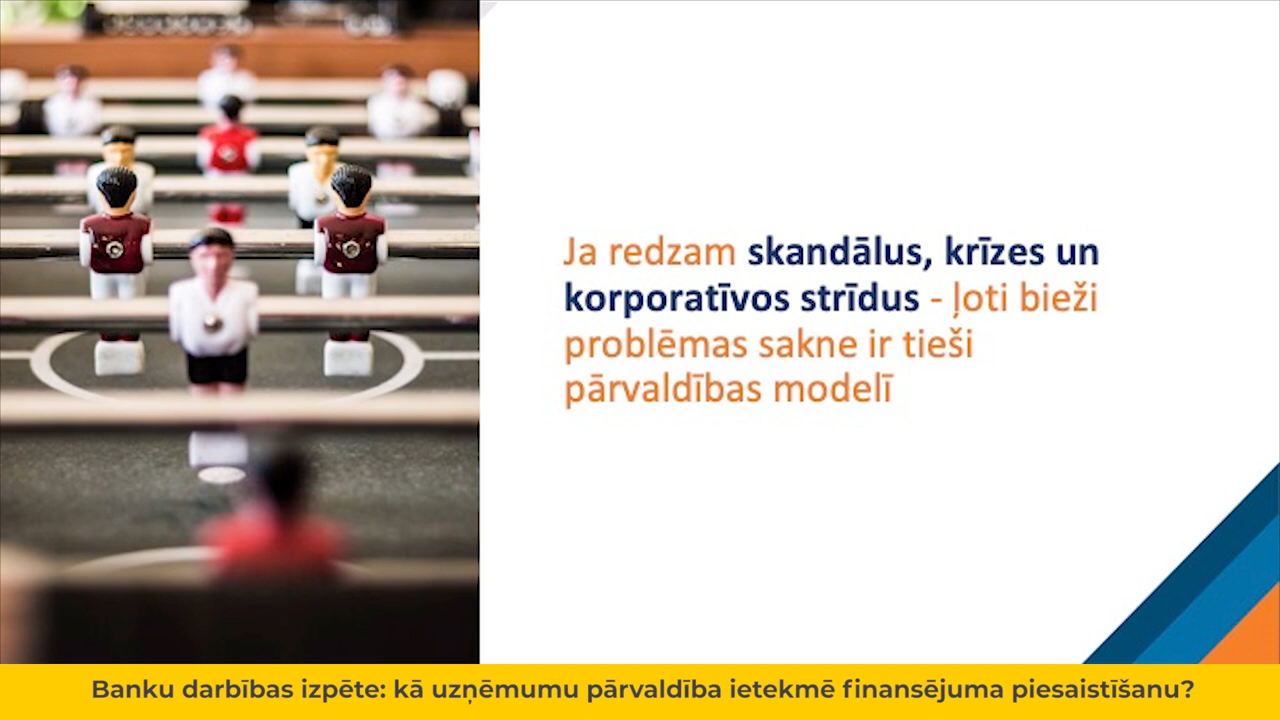 Ja redzam skandālus, krīzes un
korporatīvos strīdus - ļoti bieži
problēmas sakne ir tieši
pārvaldības modelī
Banku darbības izpēte: kā uzņēmumu pārvaldība ietekmē finansējuma piesaistīšanu?